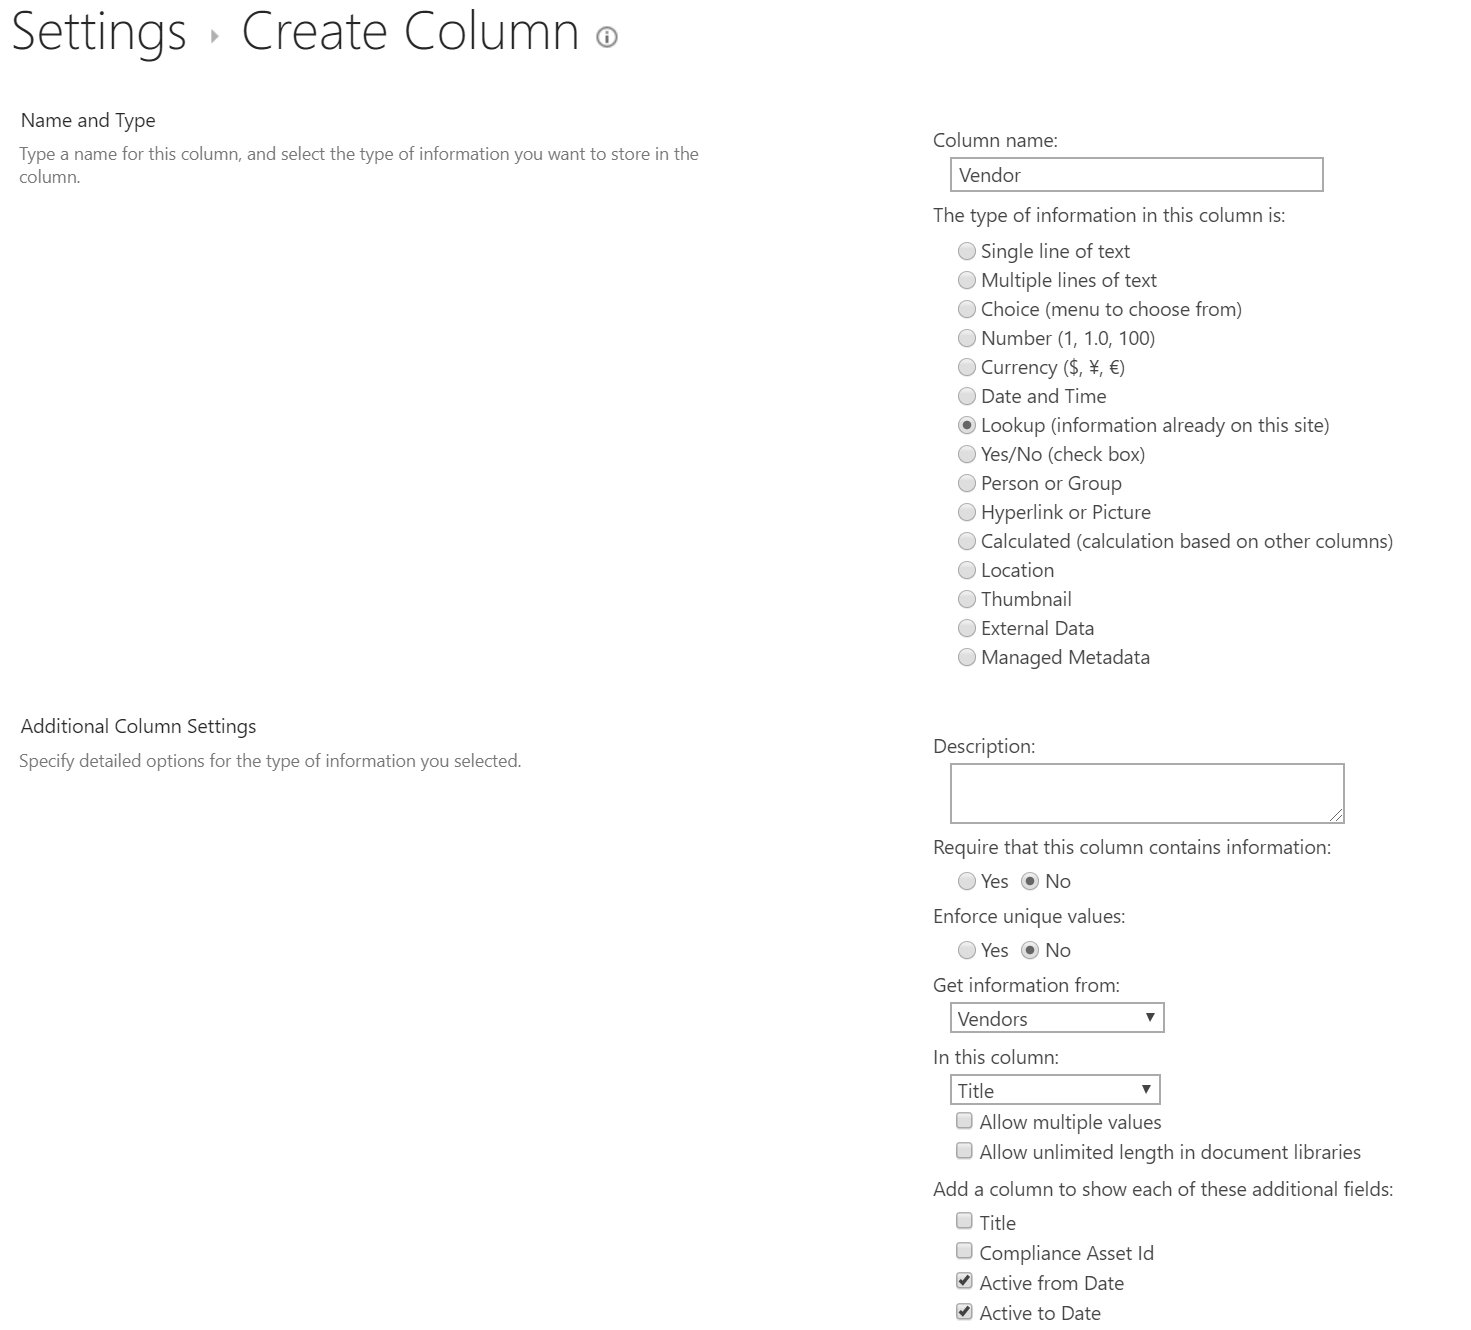 Settings Create Column
Name and Type
Type a name for this column, and select the type of information you want to store in the
column.
Column name:
Vendor
The type of information in this column is:
Single line of text
Multiple lines of text
Choice (menu to choose from)
Number (1, 1.0, 100)
Currency ($, ¥, €)
Date and Time
Lookup (information already on this site)
Yes/No (check box)
Person or Group
Hyperlink or Picture
Calculated (calculation based on other columns)
Location
Thumbnail
External Data
Managed Metadata
Additional Column Settings
Specify detailed options for the type of information you selected.
Description:
Require that this column contains information:
Yes No
Enforce unique values:
Yes No
Get information from:
Vendors
In this column:
Title
Allow multiple values
Allow unlimited length in document libraries
Add a column to show each of these additional fields:
Title
Compliance Asset Id
Active from Date
Active to Date